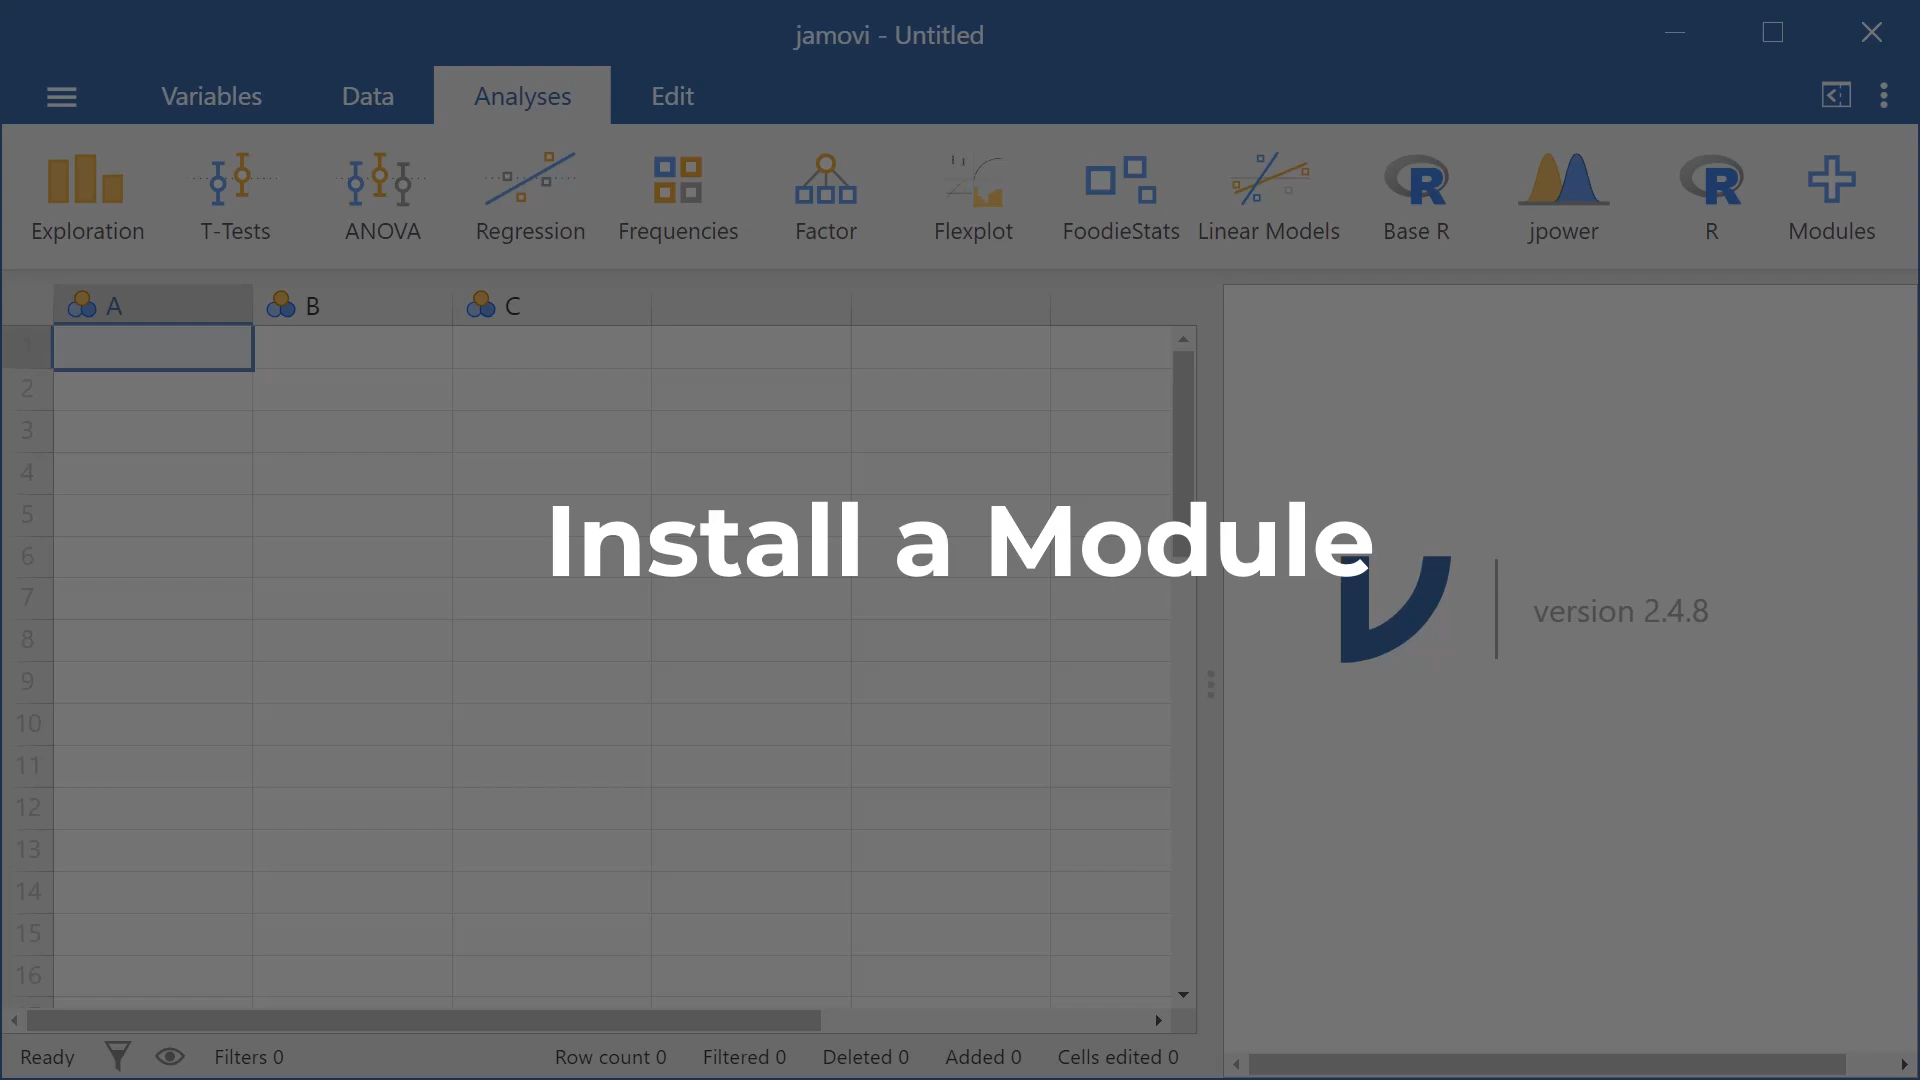 jamovi - Untitled
Variables Data Analyses Edit
Exploration T-Tests ANOVA Regression Frequencies Factor Flexplot FoodieStats Linear Models Base R jpower R Modules
A B C
1
2
3
4
5
Install a Module
6
7
version 2.4.8
8
9
10
11
12
13
14
15
16
Ready Filters 0 Row count 0 Filtered 0 Deleted 0 Added 0 Cells edited 0